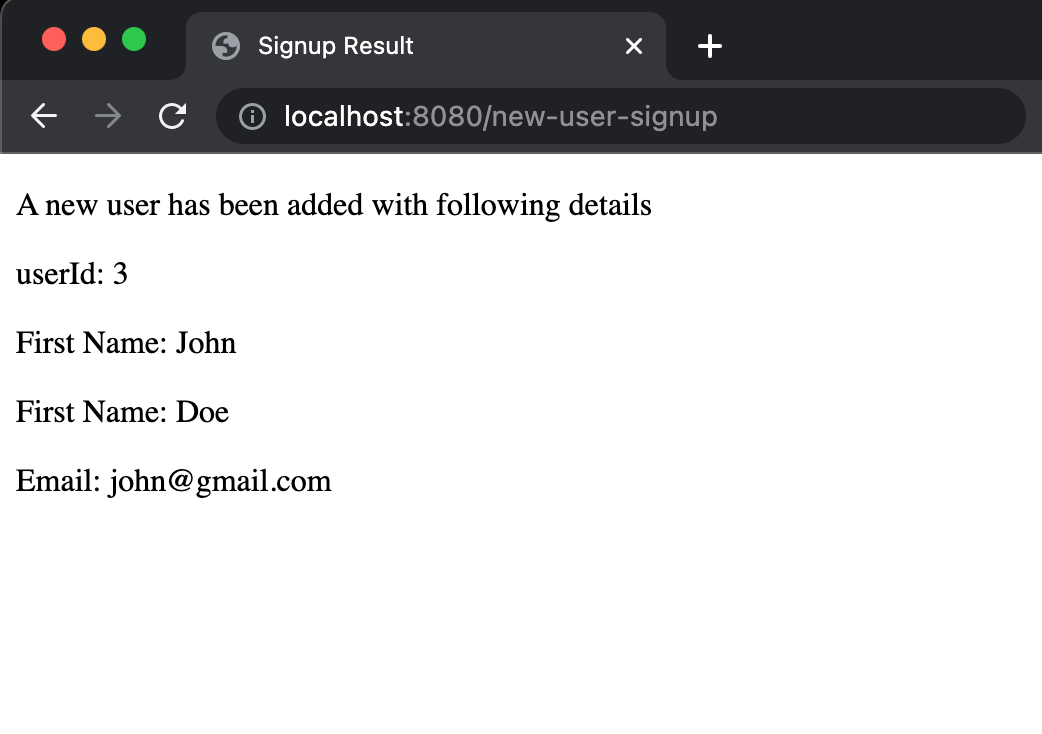 Signup Result
localhost:8080/new-user-signup
A new user has been added with following details
userId: 3
First Name: John
First Name: Doe
Email: john@gmail.com